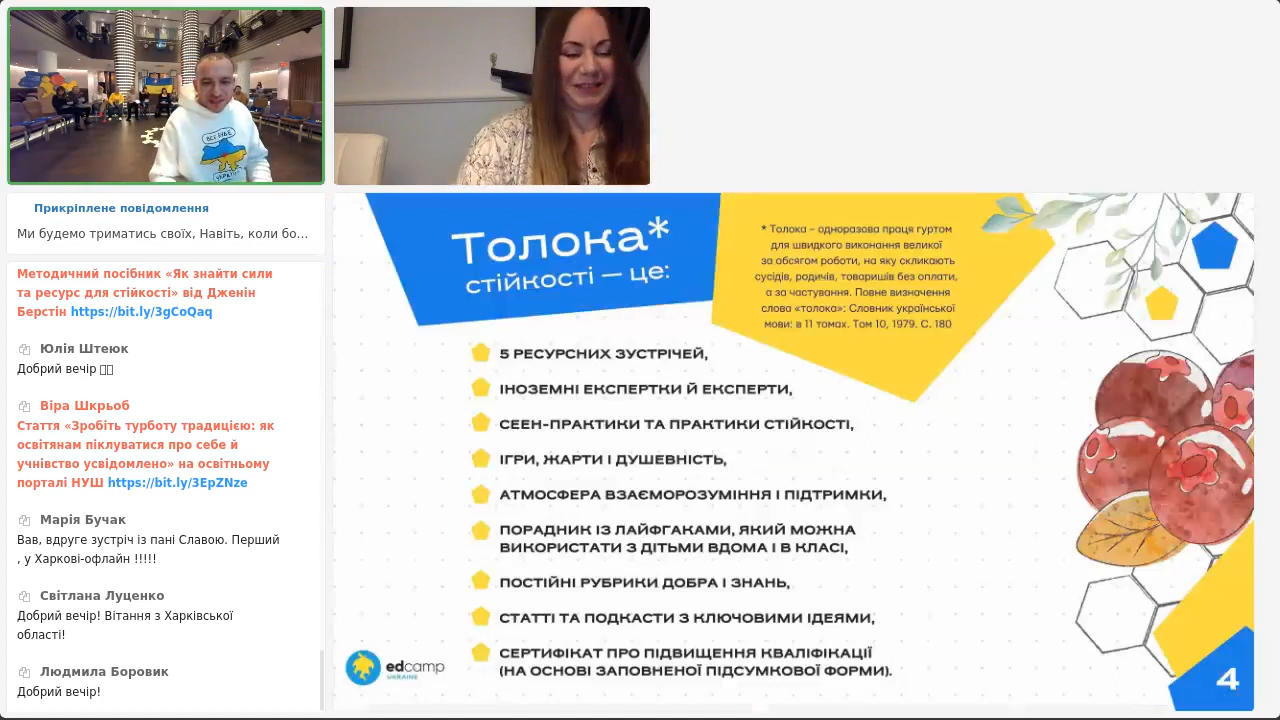 ВСЕ БУДЕ
УКРАЇНА
Прикріплене повідомлення
Ми будемо триматись своїх, Навіть, коли бо...
Методичний посібник «Як знайти сили
та ресурс для стійкості» від Дженін
Берстін https://bit.ly/3gCoQaq
Юлія Штеюк
Добрий вечір
Віра Шкрьоб
Стаття «Зробіть турботу традицією: як
освітянам піклуватися про себе й
учнівство усвідомлено» на освітньому
порталі НУШ https://bit.ly/3EpZNze
Марія Бучак
Вав, вдруге зустріч із пані Славою. Перший
, у Харкові-офлайн !!!!!
Світлана Луценко
Добрий вечір! Вітання з Харківської
області!
Людмила Боровик
Добрий вечір!
Толока*
стійкості — це:
* Толока – одноразова праця гуртом
для швидкого виконання великої
за обсягом роботи, на яку скликають
сусідів, родичів, товаришів без оплати,
а за частування. Повне визначення
слова «толока»: Словник української
мови: в 11 томах. Том 10, 1979. С. 180
5 РЕСУРСНИХ ЗУСТРІЧЕЙ,
ІНОЗЕМНІ ЕКСПЕРТКИ Й ЕКСПЕРТИ,
СЕЕН-ПРАКТИКИ ТА ПРАКТИКИ СТІЙКОСТІ,
ІГРИ, ЖАРТИ І ДУШЕВНІСТЬ,
АТМОСФЕРА ВЗАЄМОРОЗУМІННЯ І ПІДТРИМКИ,
ПОРАДНИК ІЗ ЛАЙФГАКАМИ, ЯКИЙ МОЖНА
ВИКОРИСТАТИ З ДІТЬМИ ВДОМА І В КЛАСІ,
ПОСТІЙНІ РУБРИКИ ДОБРА І ЗНАНЬ,
СТАТТІ ТА ПОДКАСТИ З КЛЮЧОВИМИ ІДЕЯМИ,
СЕРТИФІКАТ ПРО ПІДВИЩЕННЯ КВАЛІФІКАЦІЇ
(НА ОСНОВІ ЗАПОВНЕНОЇ ПІДСУМКОВОЇ ФОРМИ).
edcamp
UKRAINE
4